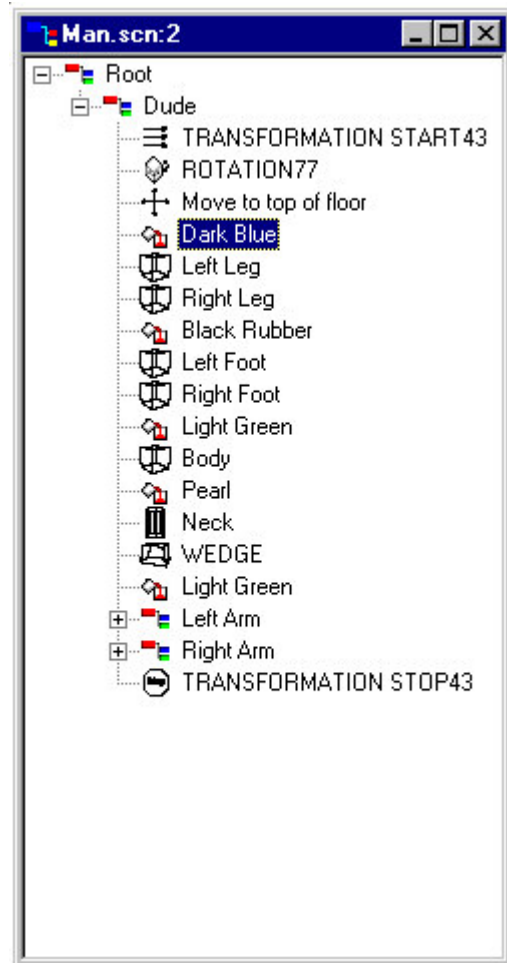 Man.scn:2
Root
Dude
TRANSFORMATION START43
ROTATION77
Move to top of floor
Dark Blue
Left Leg
Right Leg
Black Rubber
Left Foot
Right Foot
Light Green
Body
Pearl
Neck
WEDGE
Light Green
Left Arm
Right Arm
TRANSFORMATION STOP43